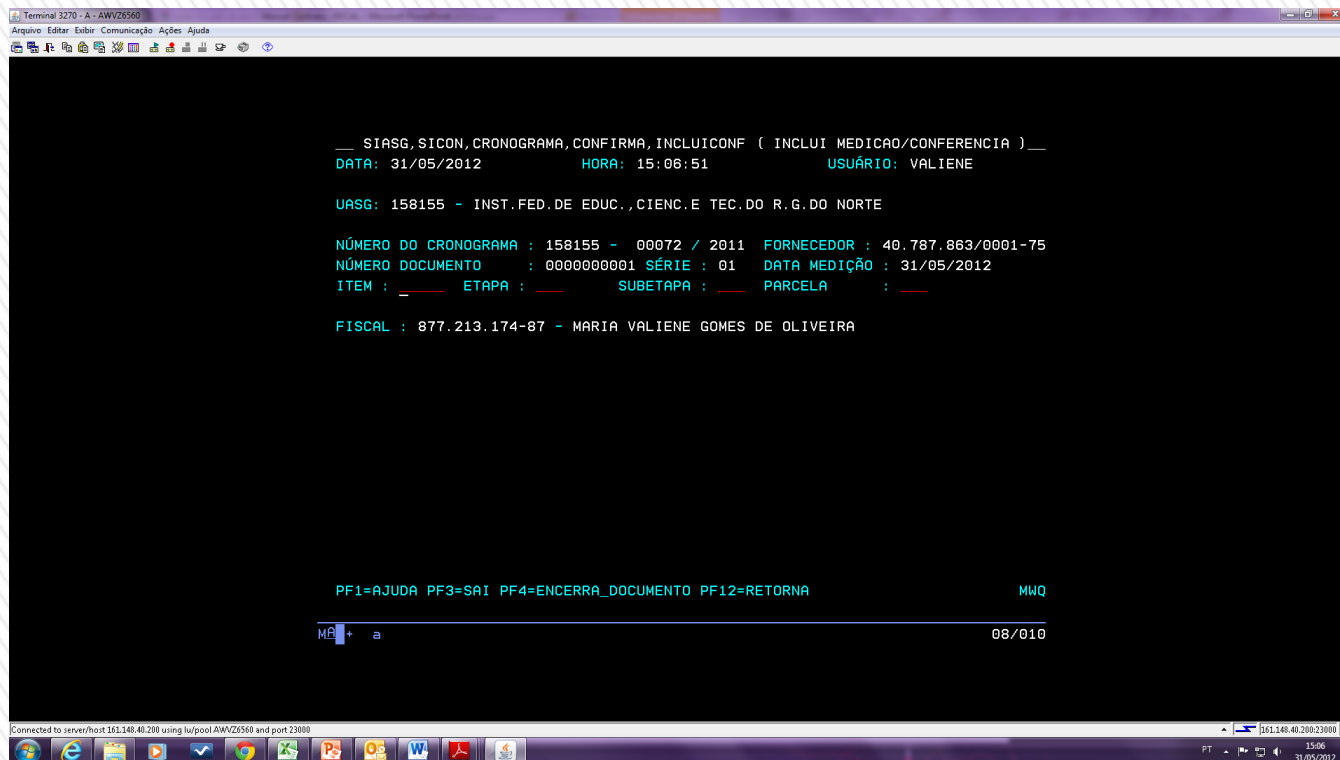 Terminal 3270 - A - AWVZ6560
Arquivo Editar Exibir Comunicação Ações Ajuda
__ SIASG,SICON,CRONOGRAMA,CONFIRMA,INCLUICONF ( INCLUI MEDICAO/CONFERENCIA )__
DATA: 31/05/2012 HORA: 15:06:51 USUÁRIO: VALIENE
UASG: 158155 - INST.FED.DE EDUC.,CIENC.E TEC.DO R.G.DO NORTE
NÚMERO DO CRONOGRAMA : 158155 - 00072 / 2011 FORNECEDOR : 40.787.863/0001-75
NÚMERO DOCUMENTO : 0000000001 SÉRIE : 01 DATA MEDIÇÃO : 31/05/2012
ITEM : _____ ETAPA : ___ SUBETAPA : ___ PARCELA : ___
FISCAL : 877.213.174-87 - MARIA VALIENE GOMES DE OLIVEIRA
PF1=AJUDA PF3=SAI PF4=ENCERRA_DOCUMENTO PF12=RETORNA MWQ
MA + a 08/010
Connected to server/host 161.148.40.200 using lu/pool AWVZ6560 and port 23000 161.148.40.200:23000
PT 15:06
31/05/2012